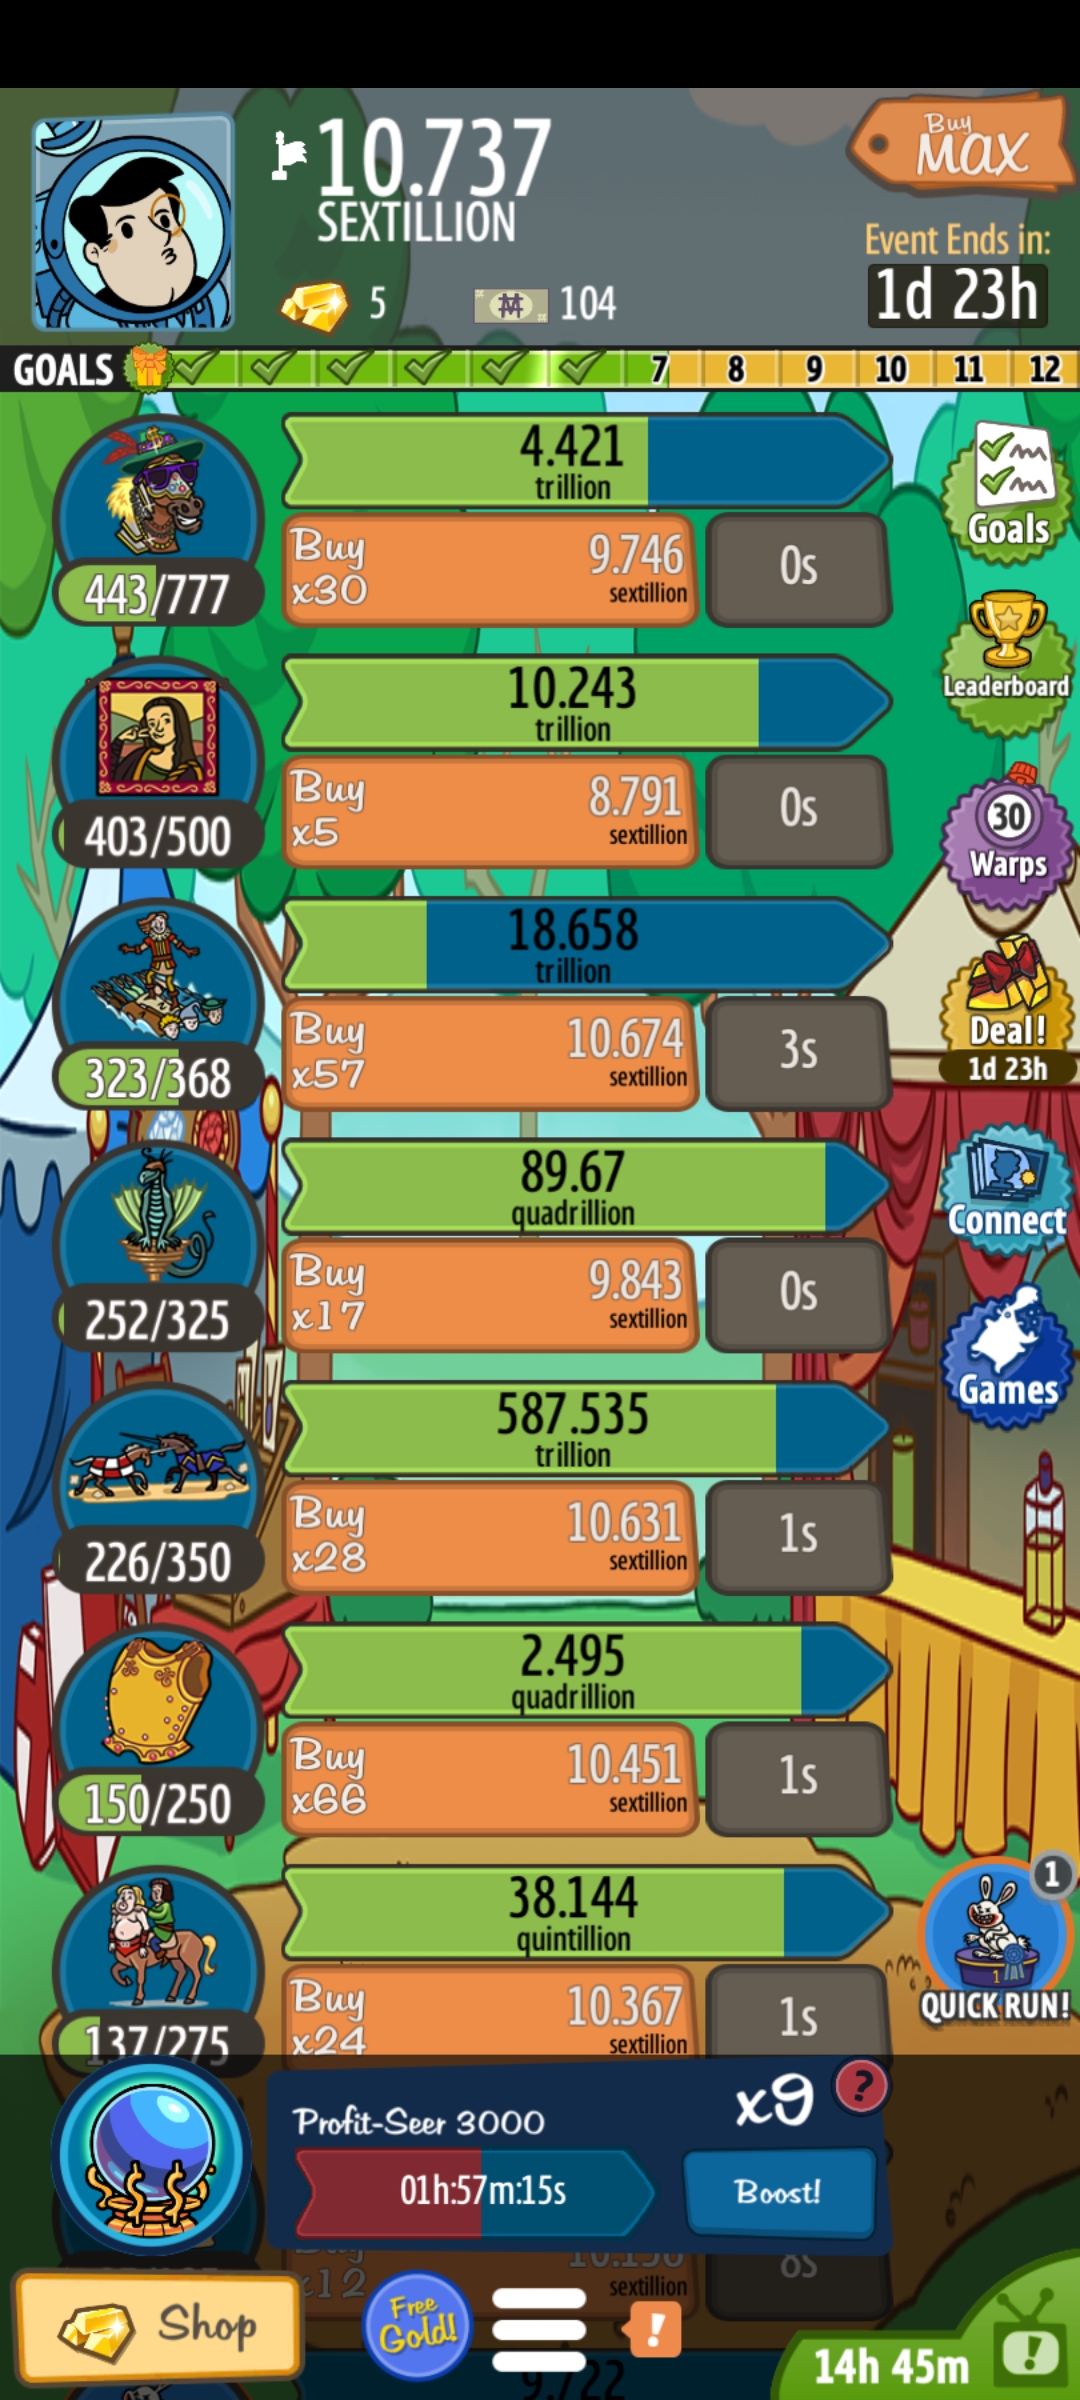 10.737
SEXTILLION
Buy
MAX
5
104
Event Ends in:
1d 23h
GOALS 7 8 9 10 11 12
4.421
trillion
Buy
x30
9.746
sextillion
0s
443/777
Goals
10.243
trillion
Buy
x5
8.791
sextillion
0s
403/500
Leaderboard
30
Warps
18.658
trillion
Buy
x57
10.674
sextillion
3s
323/368
Deal!
1d 23h
89.67
quadrillion
Buy
x17
9.843
sextillion
0s
252/325
Connect
Games
587.535
trillion
Buy
x28
10.631
sextillion
1s
226/350
2.495
quadrillion
Buy
x66
10.451
sextillion
1s
150/250
38.144
quintillion
Buy
x24
10.367
sextillion
1s
137/275
1
1
QUICK RUN!
Profit-Seer 3000
x9
?
01h:57m:15s
Boost!
x12
sextillion
8s
Shop
Free
Gold!
!
14h 45m
!
9.722